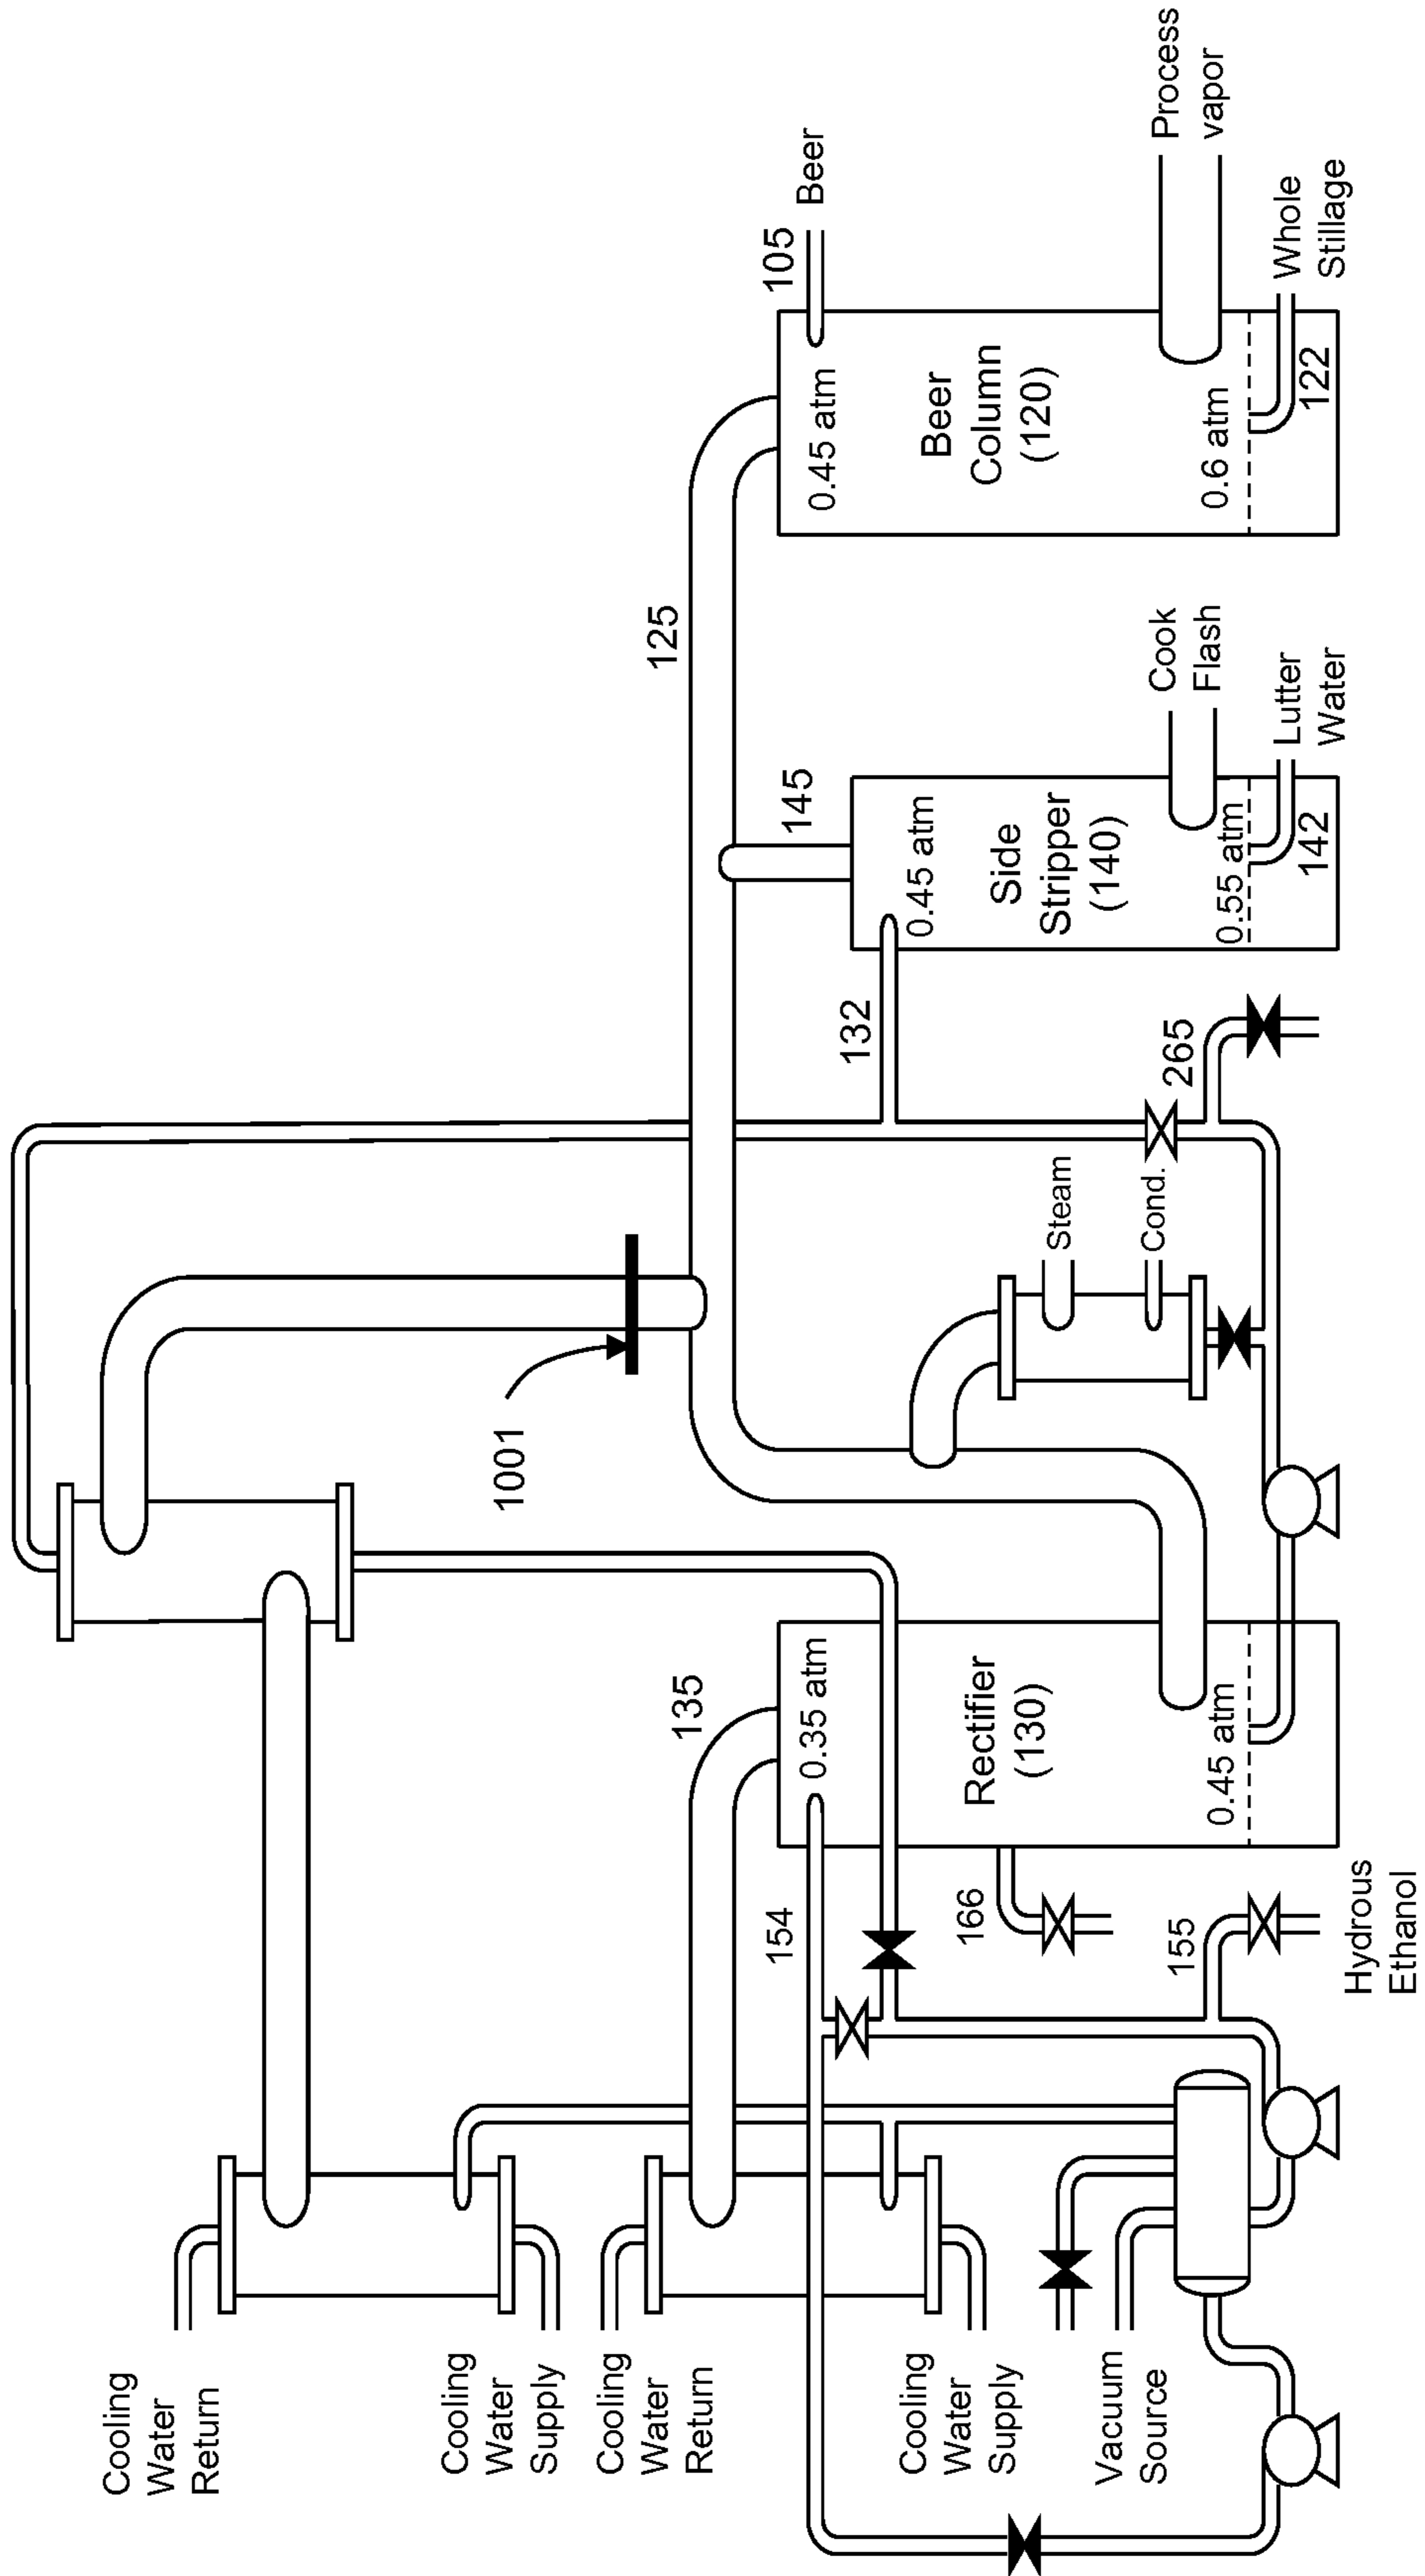 Cooling
Water
Return
Cooling
Water
Supply
Cooling
Water
Return
Cooling
Water
Supply
Vacuum
Source
1001
135
154
166
155
Hydrous
Ethanol
0.35 atm
Rectifier
(130)
0.45 atm
Steam
Cond.
265
132
125
145
0.45 atm
Side
Stripper
(140)
0.55 atm
142
Cook
Flash
Lutter
Water
105
Beer
0.45 atm
Beer
Column
(120)
0.6 atm
122
Process
vapor
Whole
Stillage